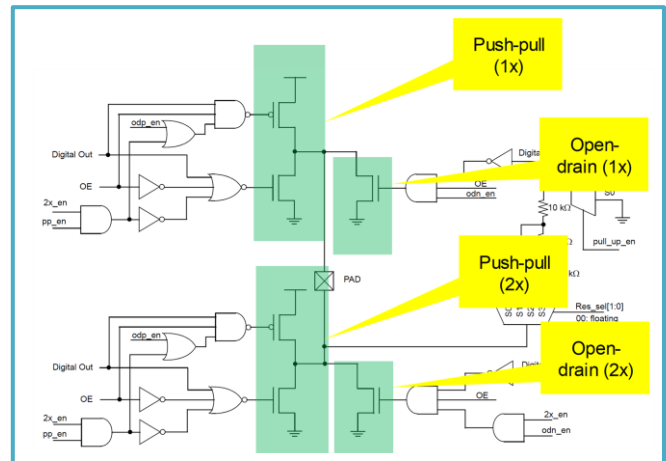 Push-pull
(1x)
odp_en
Digital Out
OE
2x_en
pp_en
Open-
drain (1x)
OE
odn_en
S0
10 kΩ
pull_up_en
PAD
Push-pull
(2x)
Res_sel[1:0]
00: floating
odp_en
Digital Out
OE
2x_en
pp_en
Open-
drain (2x)
OE
2x_en
odn_en